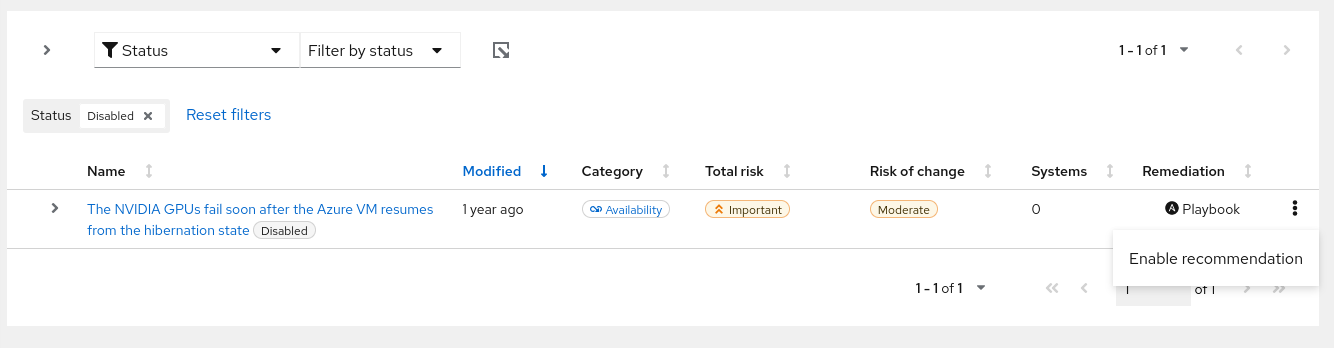 Status Filter by status 1 - 1 of 1
Status Disabled Reset filters
Name Modified Category Total risk Risk of change Systems Remediation
The NVIDIA GPUs fail soon after the Azure VM resumes 1 year ago Availability Important Moderate 0 Playbook
from the hibernation state Disabled
Enable recommendation
1 - 1 of 1 1 of 1